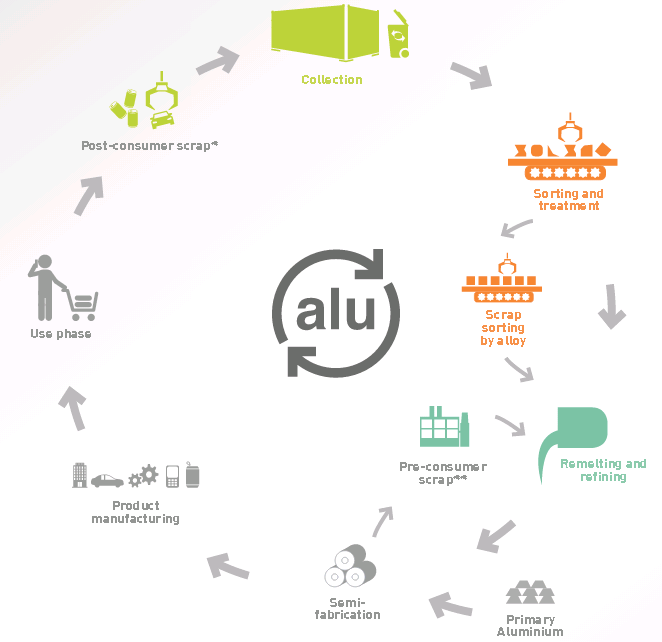 Collection
Post-consumer scrap*
Sorting and
treatment
alu
Use phase
Scrap
sorting
by alloy
Pre-consumer
scrap**
Remelting and
refining
Product
manufacturing
Semi-
fabrication
Primary
Aluminium